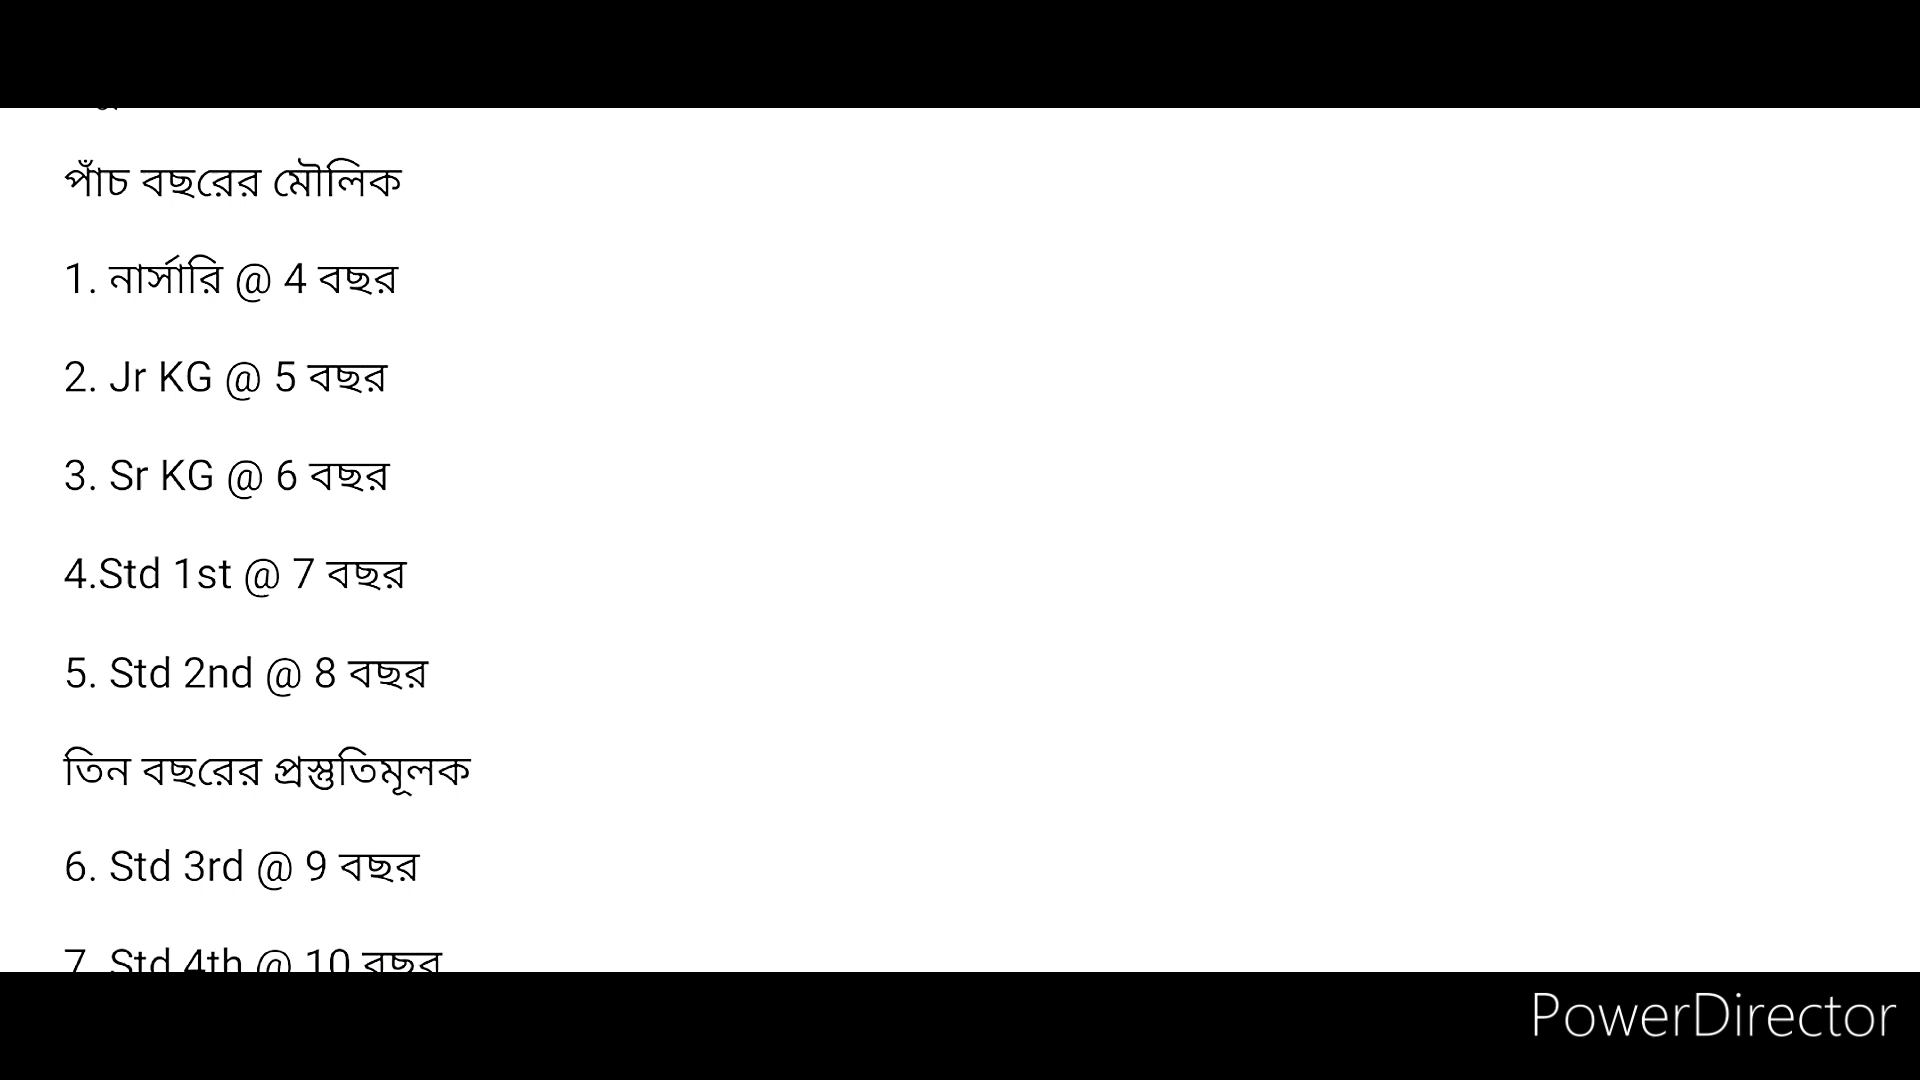 পাঁচ বছরের মৌলিক
1. নার্সারি @ 4 বছর
2. Jr KG @ 5 বছর
3. Sr KG @ 6 বছর
4.Std 1st @ 7 বছর
5. Std 2nd @ 8 বছর
তিন বছরের প্রস্তুতিমূলক
6. Std 3rd @ 9 বছর
7. Std 4th @ 10 বছর
PowerDirector